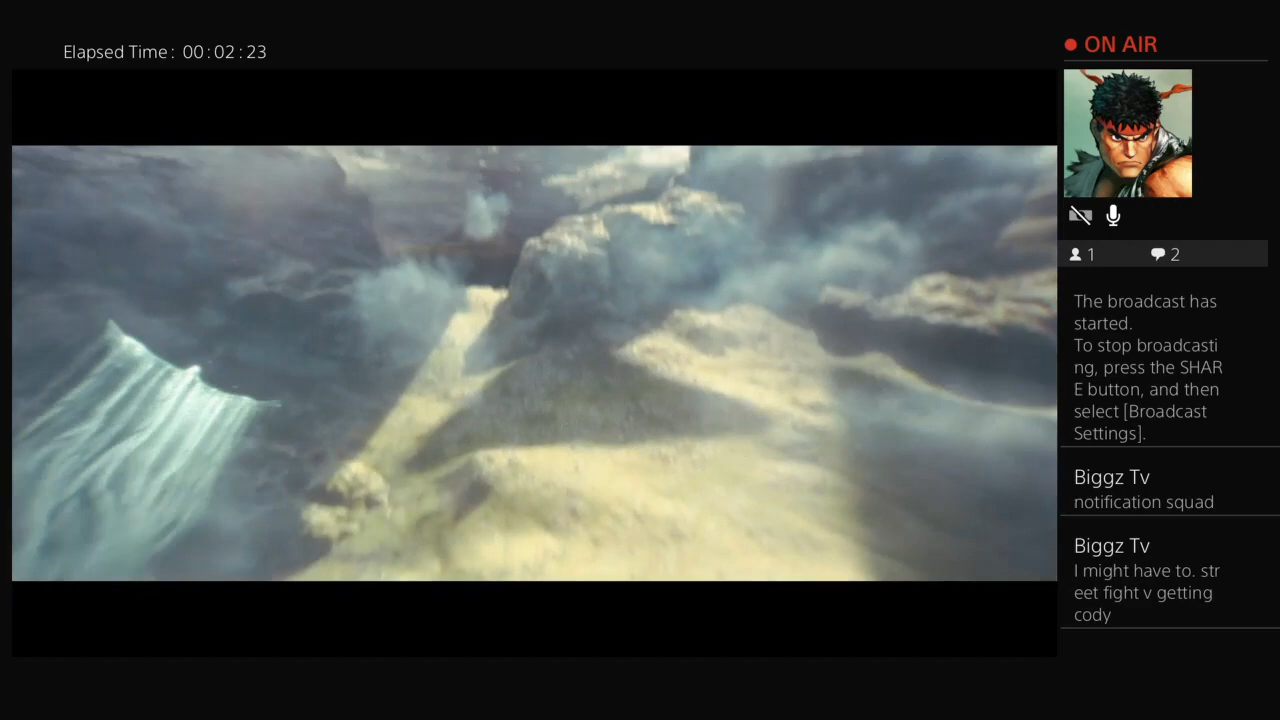 Elapsed Time: 00:02:23
ON AIR
1
2
The broadcast has
started.
To stop broadcasti
ng, press the SHAR
E button, and then
select [Broadcast
Settings].
Biggz Tv
notification squad
Biggz Tv
I might have to. str
eet fight v getting
cody